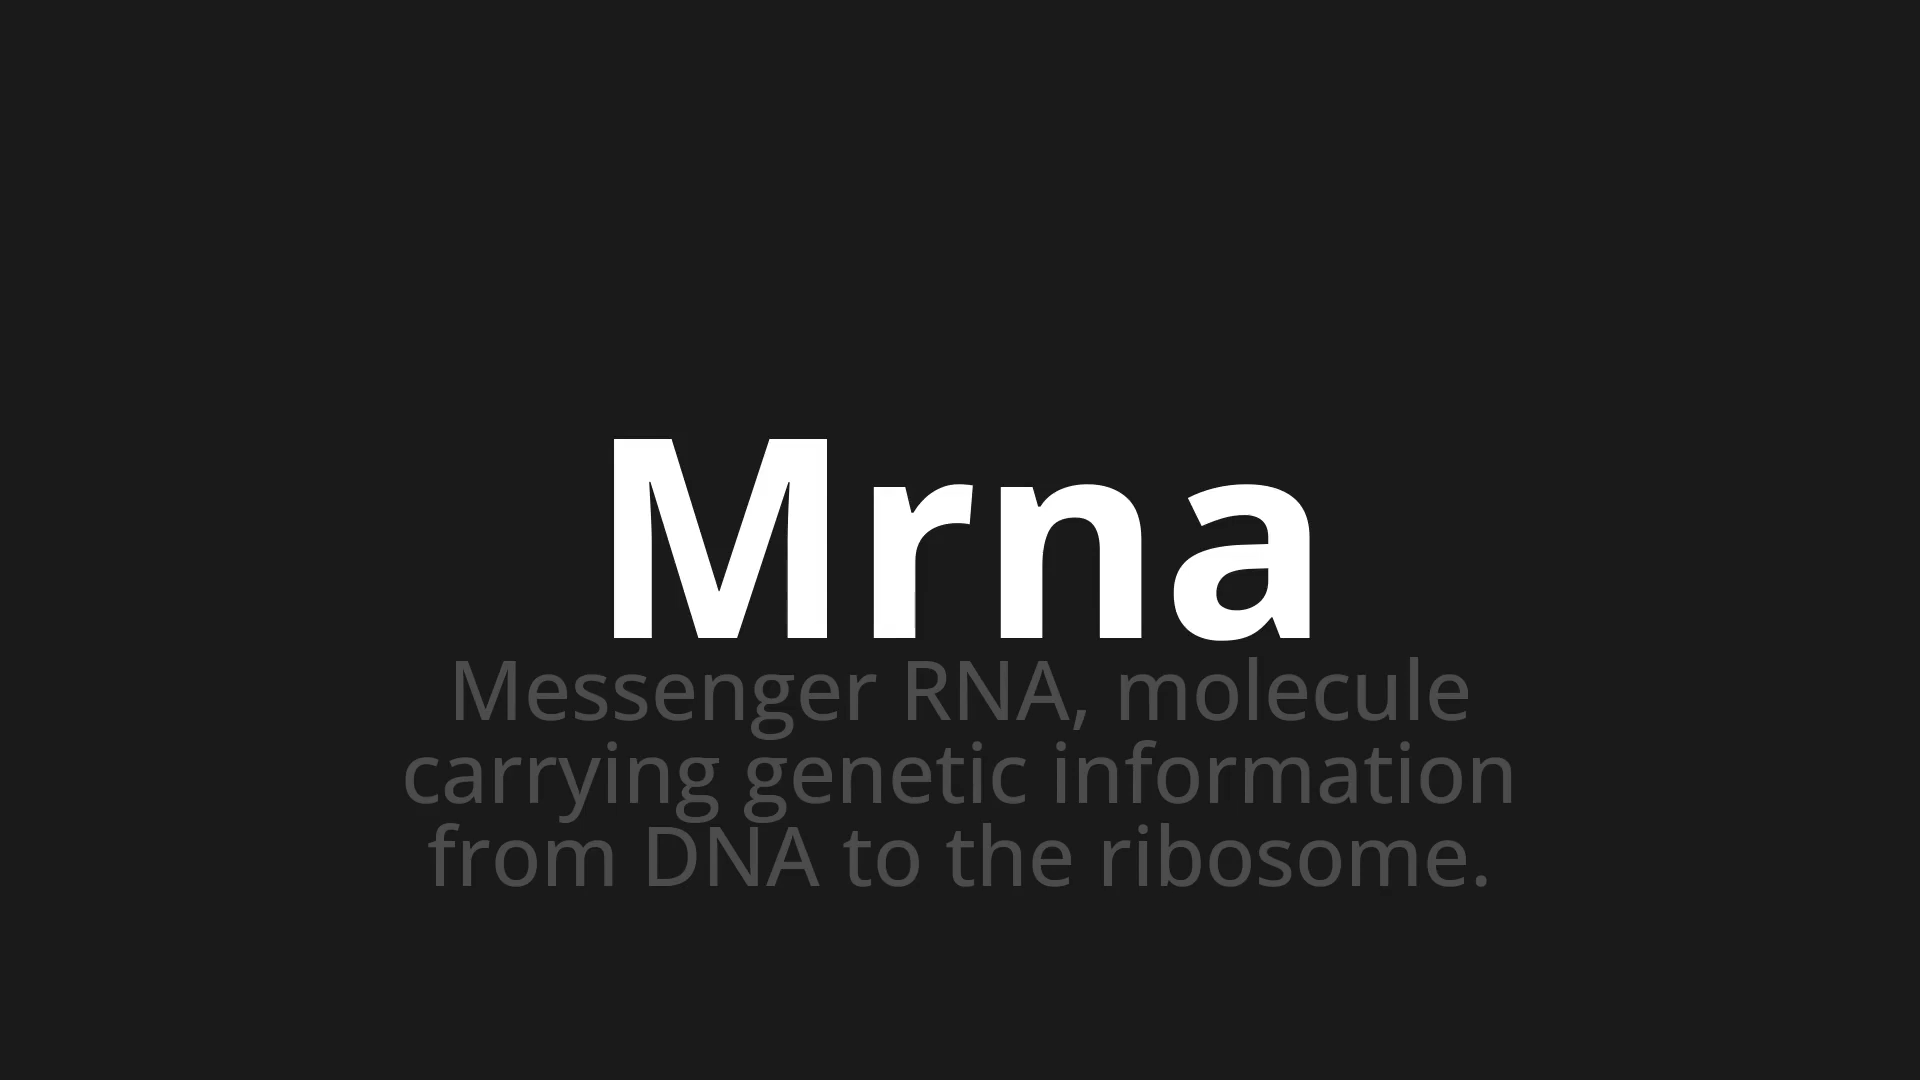 Mrna
Messenger RNA, molecule
carrying genetic information
from DNA to the ribosome.